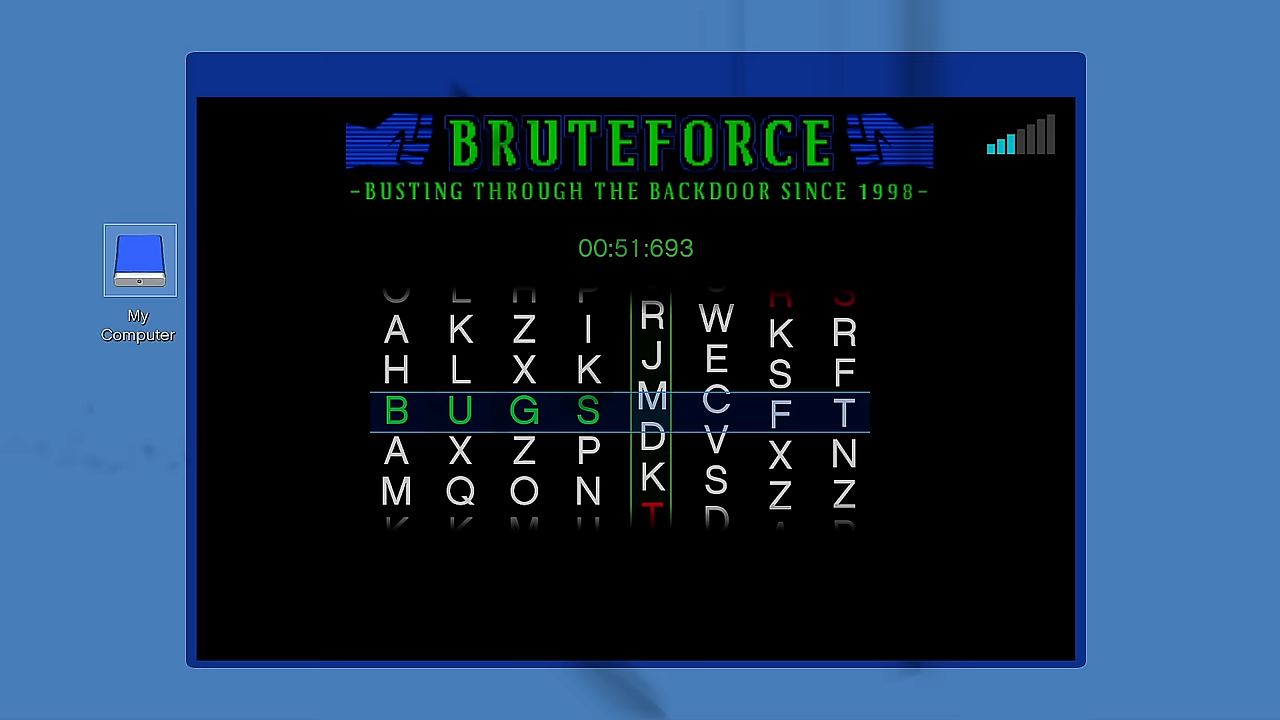 BRUTEFORCE
-BUSTING THROUGH THE BACKDOOR SINCE 1998-
00:51:693
R W H S
A K Z I J E K R
H L X K M C S F
B U G S D V F T
A X Z P K S X N
M Q O N T D Z Z
My
Computer